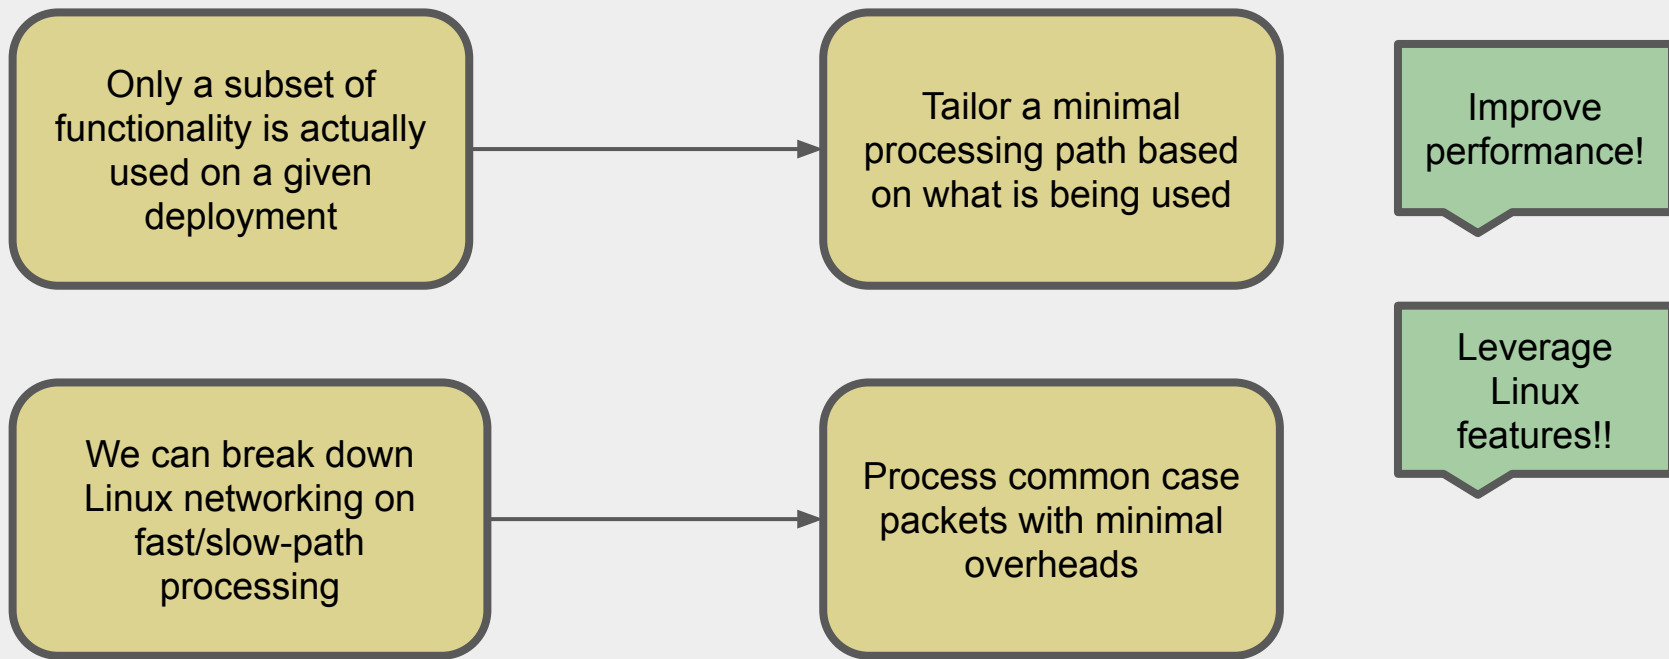 Only a subset of
functionality is actually
used on a given
deployment
Tailor a minimal
processing path based
on what is being used
Improve
performance!
We can break down
Linux networking on
fast/slow-path
processing
Process common case
packets with minimal
overheads
Leverage
Linux
features!!